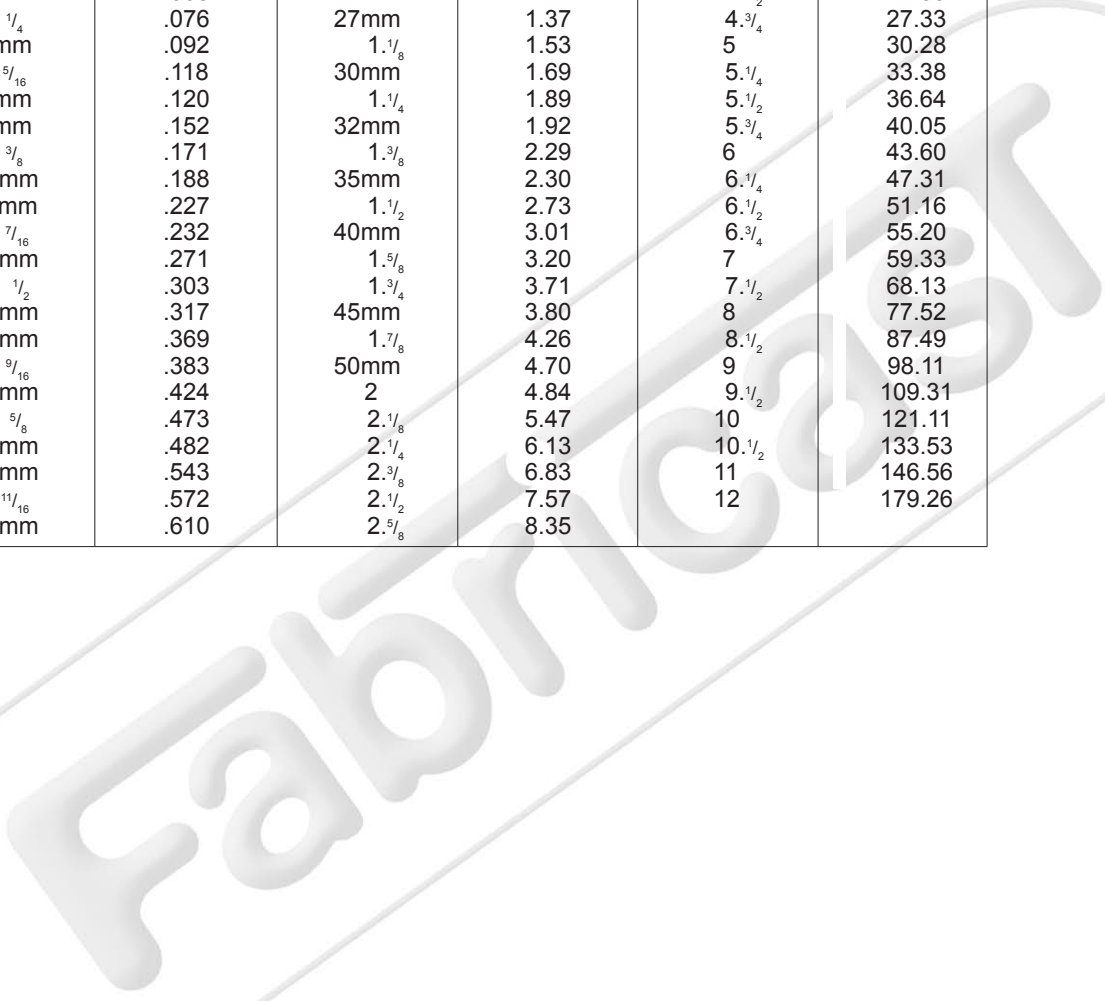 1/4 .076 27mm 1.37 4.3/4 27.33
mm .092 1.1/8 1.53 5 30.28
5/16 .118 30mm 1.69 5.1/4 33.38
mm .120 1.1/4 1.89 5.1/2 36.64
mm .152 32mm 1.92 5.3/4 40.05
3/8 .171 1.3/8 2.29 6 43.60
mm .188 35mm 2.30 6.1/4 47.31
mm .227 1.1/2 2.73 6.1/2 51.16
7/16 .232 40mm 3.01 6.3/4 55.20
mm .271 1.5/8 3.20 7 59.33
1/2 .303 1.3/4 3.71 7.1/2 68.13
mm .317 45mm 3.80 8 77.52
mm .369 1.7/8 4.26 8.1/2 87.49
9/16 .383 50mm 4.70 9 98.11
mm .424 2 4.84 9.1/2 109.31
5/8 .473 2.1/8 5.47 10 121.11
mm .482 2.1/4 6.13 10.1/2 133.53
mm .543 2.3/8 6.83 11 146.56
11/16 .572 2.1/2 7.57 12 179.26
mm .610 2.5/8 8.35
Fabricast